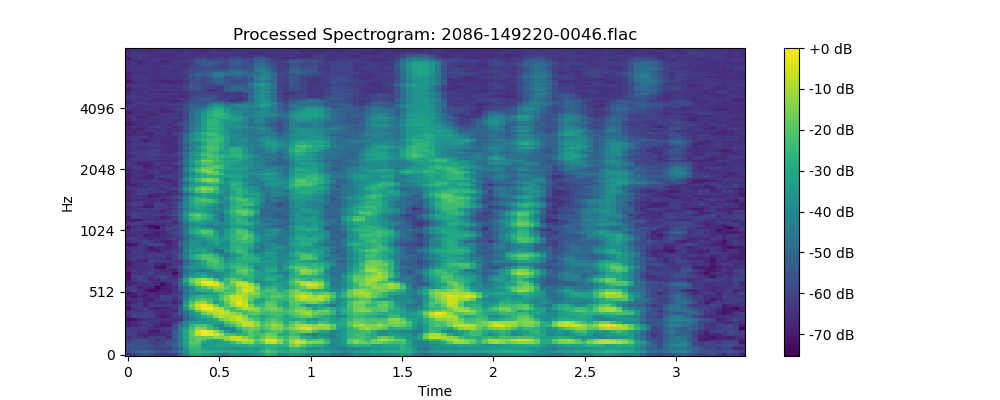 Processed Spectrogram: 2086-149220-0046.flac
Hz
4096
2048
1024
512
0
0
0.5
1
1.5
2
2.5
3
Time
+0 dB
-10 dB
-20 dB
-30 dB
-40 dB
-50 dB
-60 dB
-70 dB